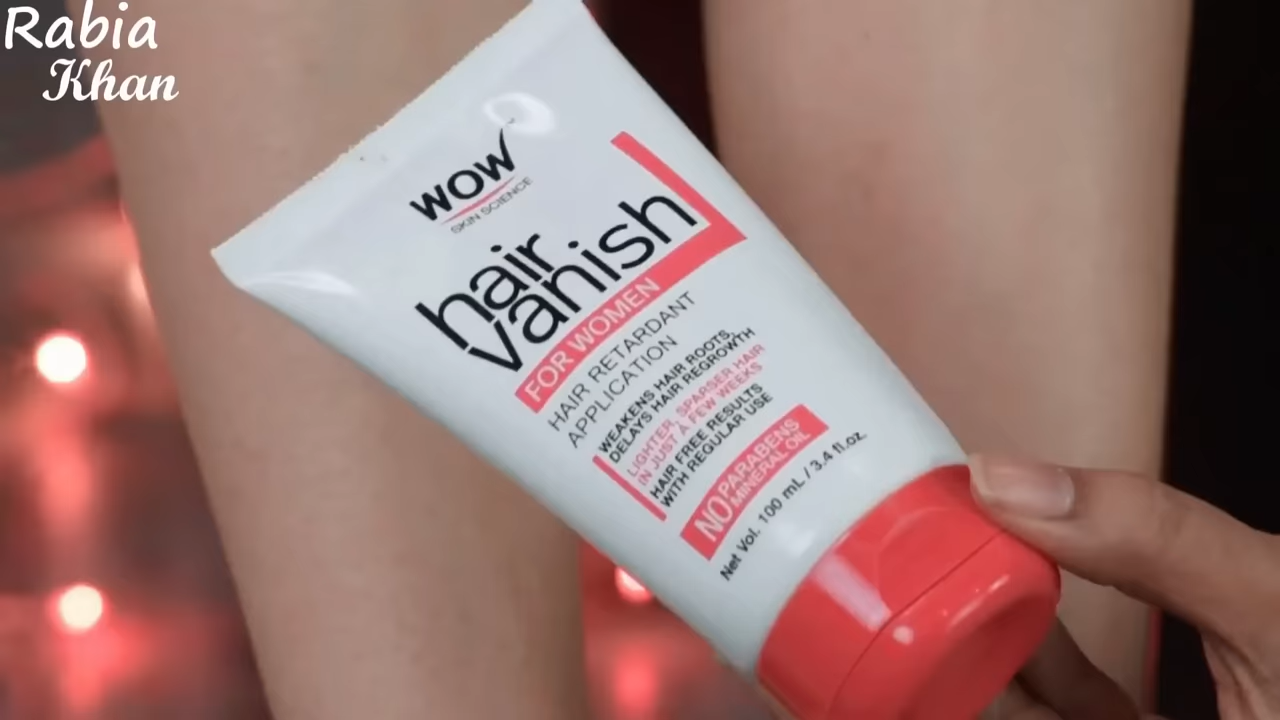 Rabia
Khan
WOW
SKIN SCIENCE
hair
vanish
FOR WOMEN
HAIR RETARDANT
APPLICATION
WEAKENS HAIR ROOTS,
DELAYS HAIR REGROWTH
LIGHTER, SPARSER HAIR
IN JUST A FEW WEEKS
HAIR FREE RESULTS
WITH REGULAR USE
NO PARABENS
MINERAL OIL
Net Vol. 100 mL / 3.4 fl.oz.